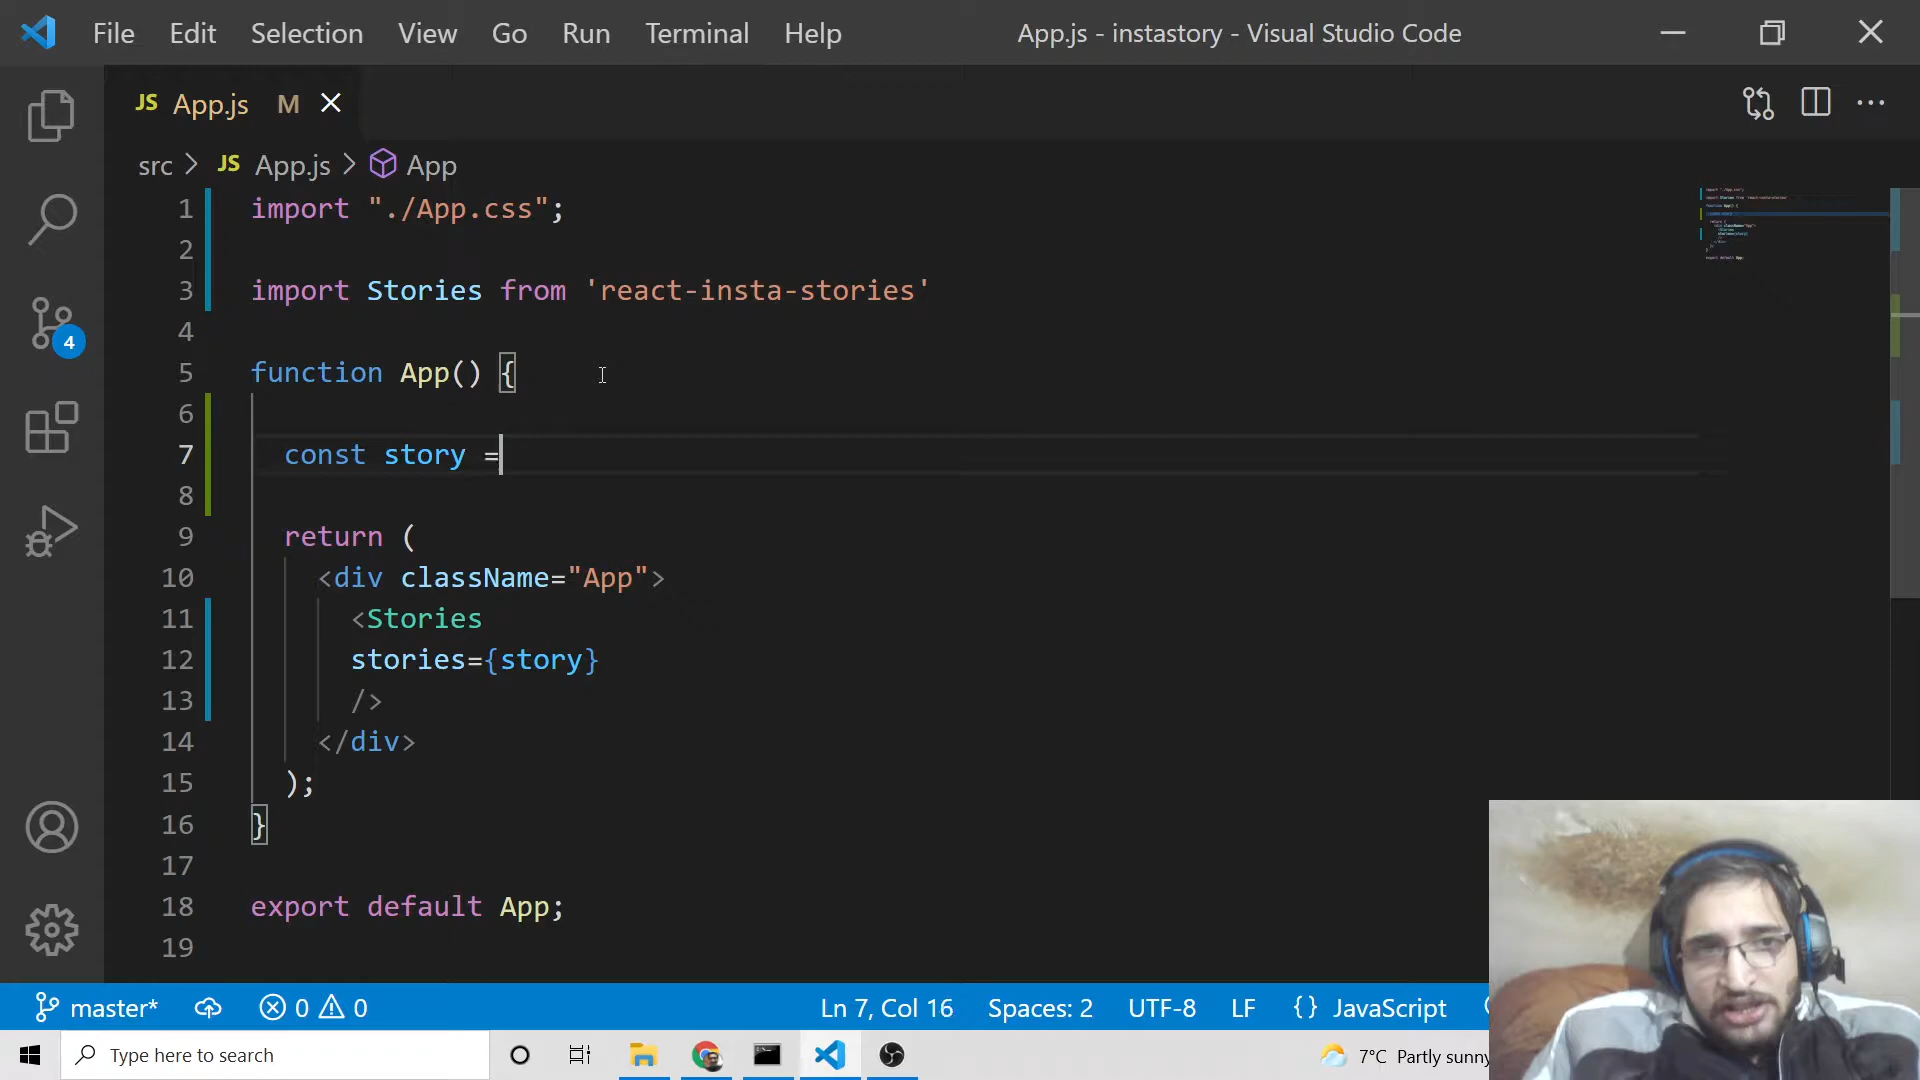 File Edit Selection View Go Run Terminal Help App.js - instastory - Visual Studio Code
JS App.js M
src > JS App.js > App
1 import "./App.css";
2
3 import Stories from 'react-insta-stories'
4
5 function App() {
6
7 const story =
8
9 return (
10 <div className="App">
11 <Stories
12 stories={story}
13 />
14 </div>
15 );
16 }
17
18 export default App;
19
4
master* 0 0 Ln 7, Col 16 Spaces: 2 UTF-8 LF {} JavaScript
Type here to search 7°C Partly sunny